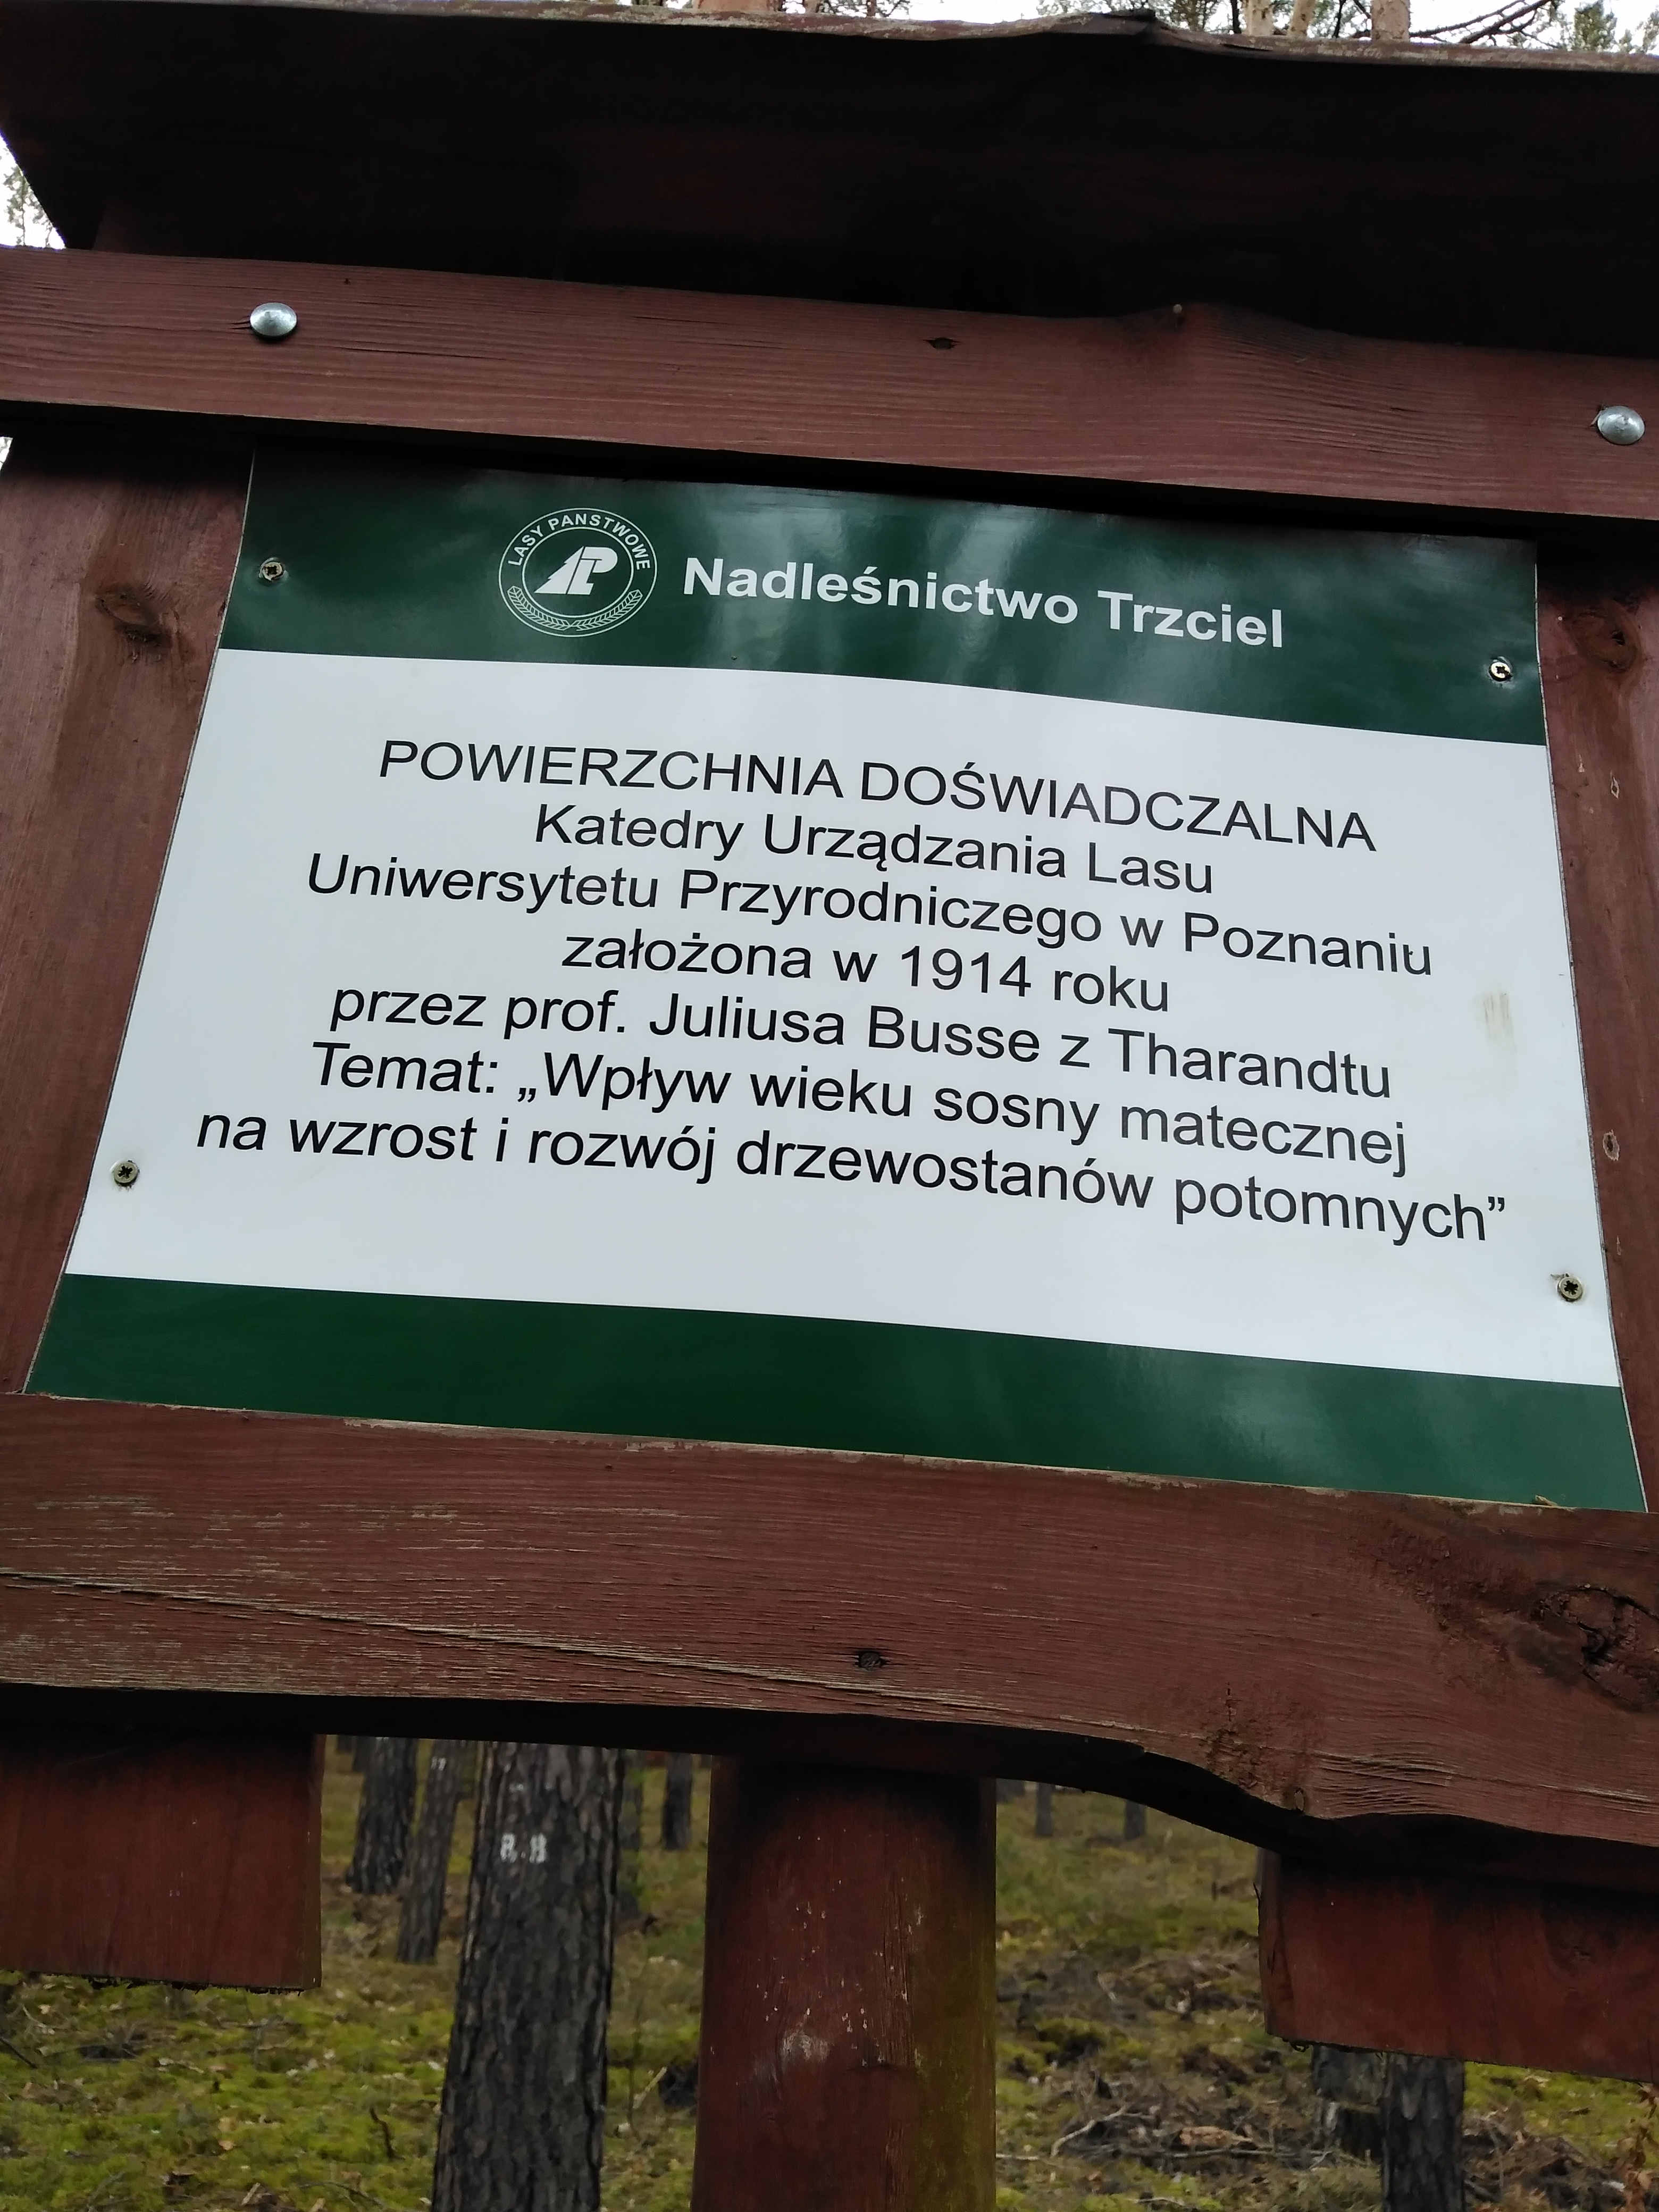 LASY PAŃSTWOWE
Nadleśnictwo Trzciel
POWIERZCHNIA DOŚWIADCZALNA
Katedry Urządzania Lasu
Uniwersytetu Przyrodniczego w Poznaniu
założona w 1914 roku
przez prof. Juliusa Busse z Tharandtu
Temat: „Wpływ wieku sosny matecznej
na wzrost i rozwój drzewostanów potomnych”